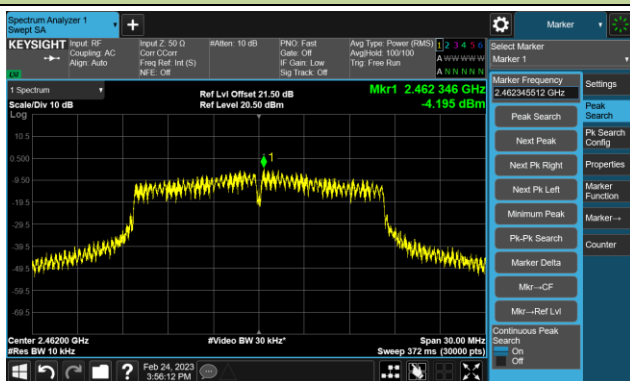 Spectrum Analyzer 1
Swept SA
Marker
KEYSIGHT
Input: RF
Coupling: AC
Align: Auto
Input Z: 50 Ω
Corr CCorr
Freq Ref: Int (S)
NFE: Off
#Atten: 10 dB
PNO: Fast
Gate: Off
IF Gain: Low
Sig Track: Off
Avg Type: Power (RMS)
Avg|Hold: 100/100
Trig: Free Run
1 2 3 4 5 6
A W W W W W
A N N N N N
LXI
Select Marker
Marker 1
1 Spectrum
Scale/Div 10 dB
Log
Ref Lvl Offset 21.50 dB
Ref Level 20.50 dBm
Mkr1 2.462 346 GHz
-4.195 dBm
10.5
0.500
-9.50
-19.5
-29.5
-39.5
-49.5
-59.5
-69.5
1
Center 2.46200 GHz
#Res BW 10 kHz
#Video BW 30 kHz*
Span 30.00 MHz
Sweep 372 ms (30000 pts)
Marker Frequency
2.462345512 GHz
Peak Search
Next Peak
Next Pk Right
Next Pk Left
Minimum Peak
Pk-Pk Search
Marker Delta
Mkr→CF
Mkr→Ref Lvl
Continuous Peak
Search
On
Off
Settings
Peak
Search
Pk Search
Config
Properties
Marker
Function
Marker→
Counter
Feb 24, 2023
3:56:12 PM